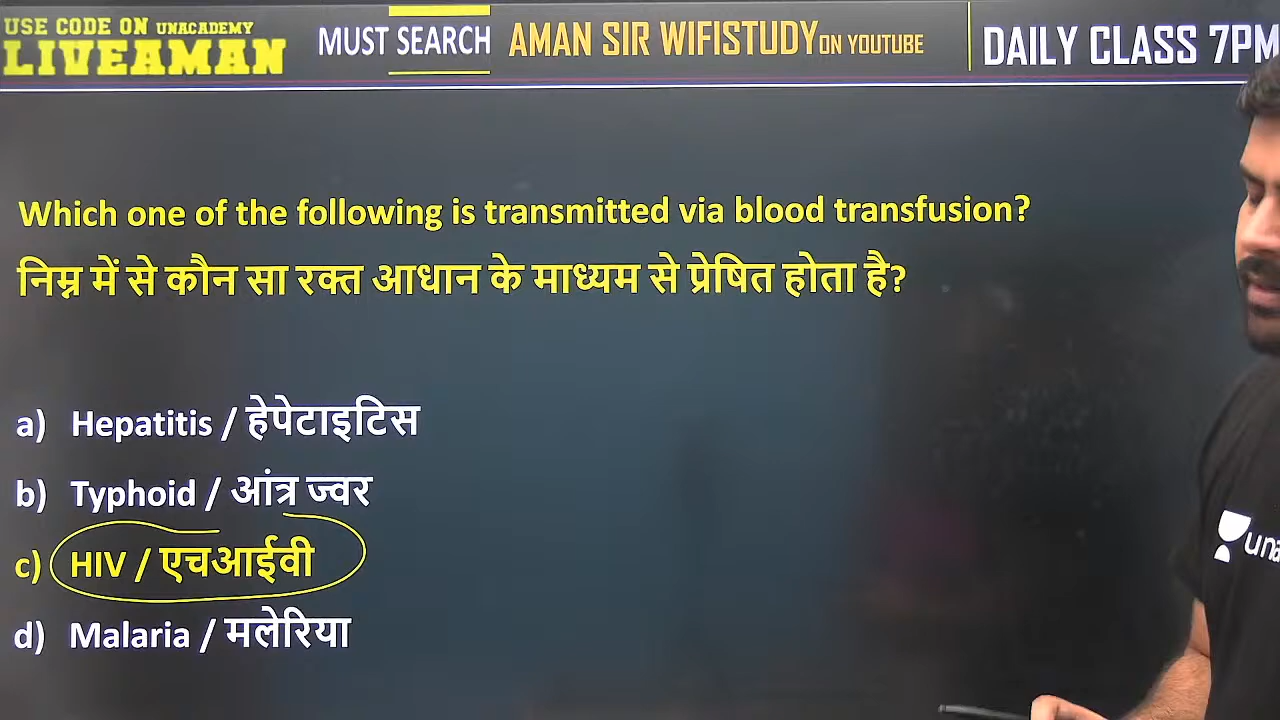 USE CODE ON UNACADEMY
LIVEAMAN
MUST SEARCH
AMAN SIR WIFISTUDY ON YOUTUBE
DAILY CLASS 7PM
Which one of the following is transmitted via blood transfusion?
निम्न में से कौन सा रक्त आधान के माध्यम से प्रेषित होता है?
a) Hepatitis / हेपेटाइटिस
b) Typhoid / आंत्र ज्वर
c) HIV / एचआईवी
d) Malaria / मलेरिया
una